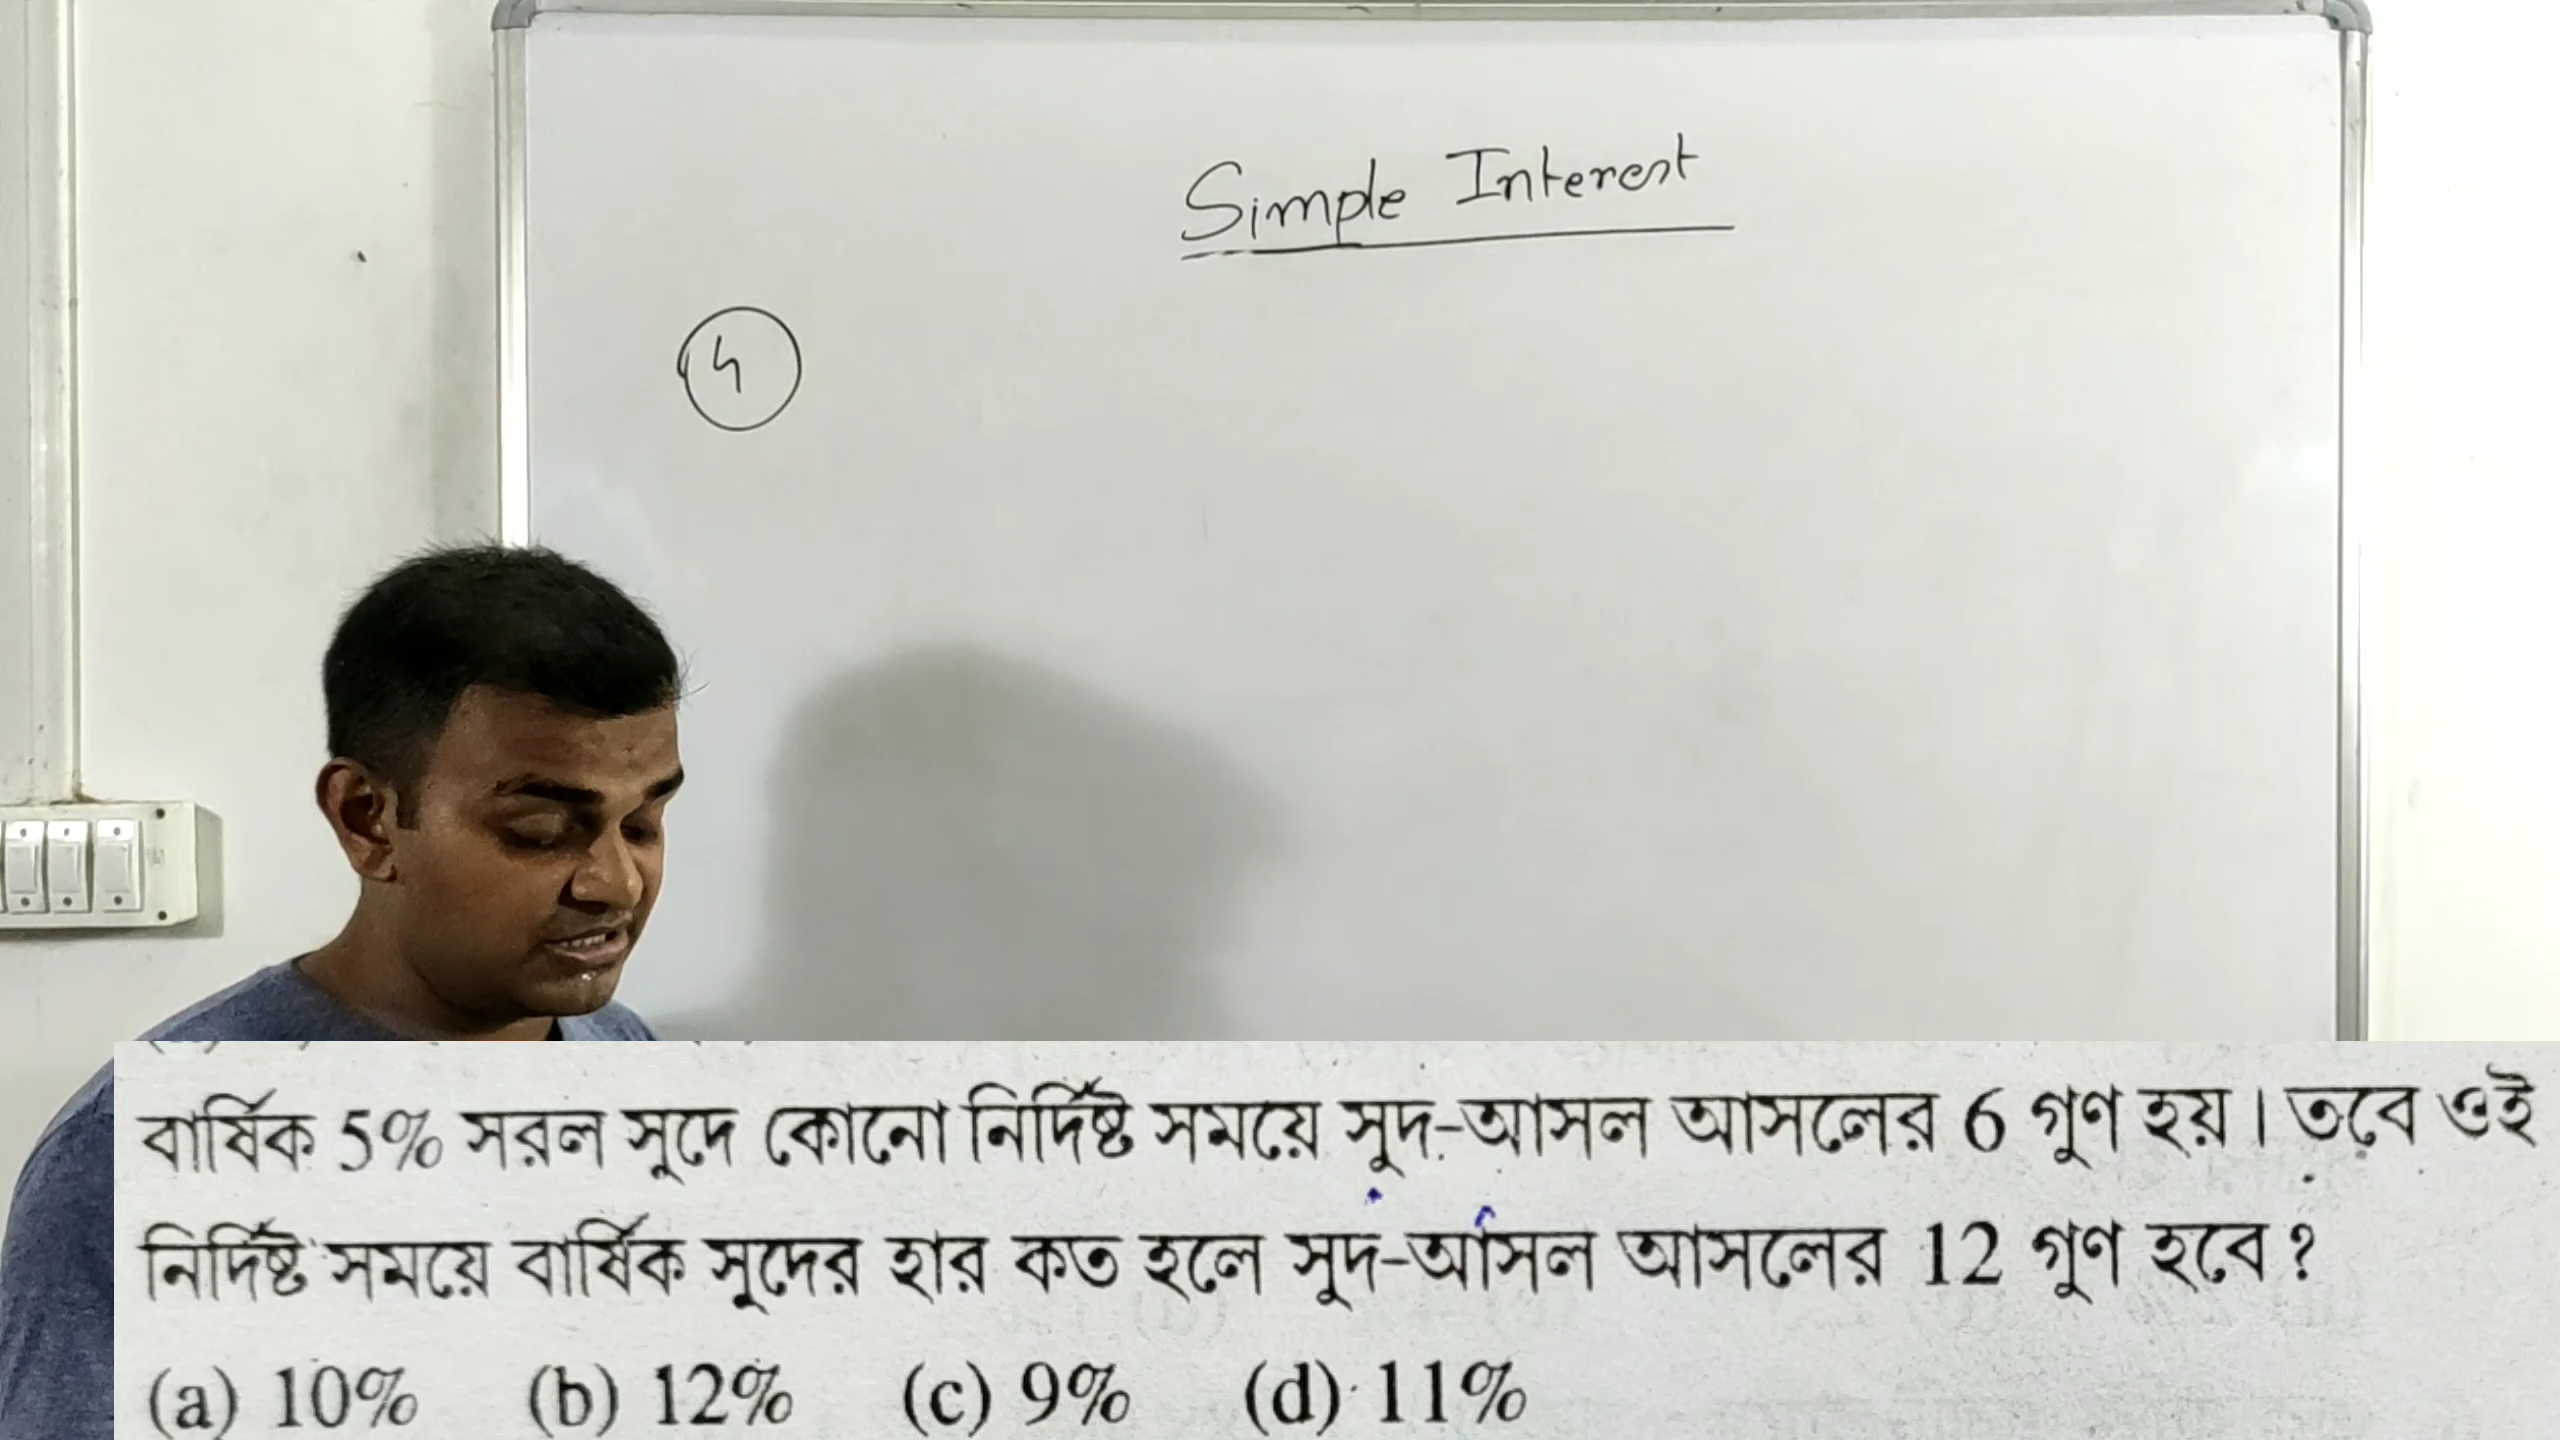 Simple Interest
4
বার্ষিক 5% সরল সুদে কোনো নির্দিষ্ট সময়ে সুদ-আসল আসলের 6 গুণ হয়। তবে ওই
নির্দিষ্ট সময়ে বার্ষিক সুদের হার কত হলে সুদ-আসল আসলের 12 গুণ হবে?
(a) 10% (b) 12% (c) 9% (d) 11%